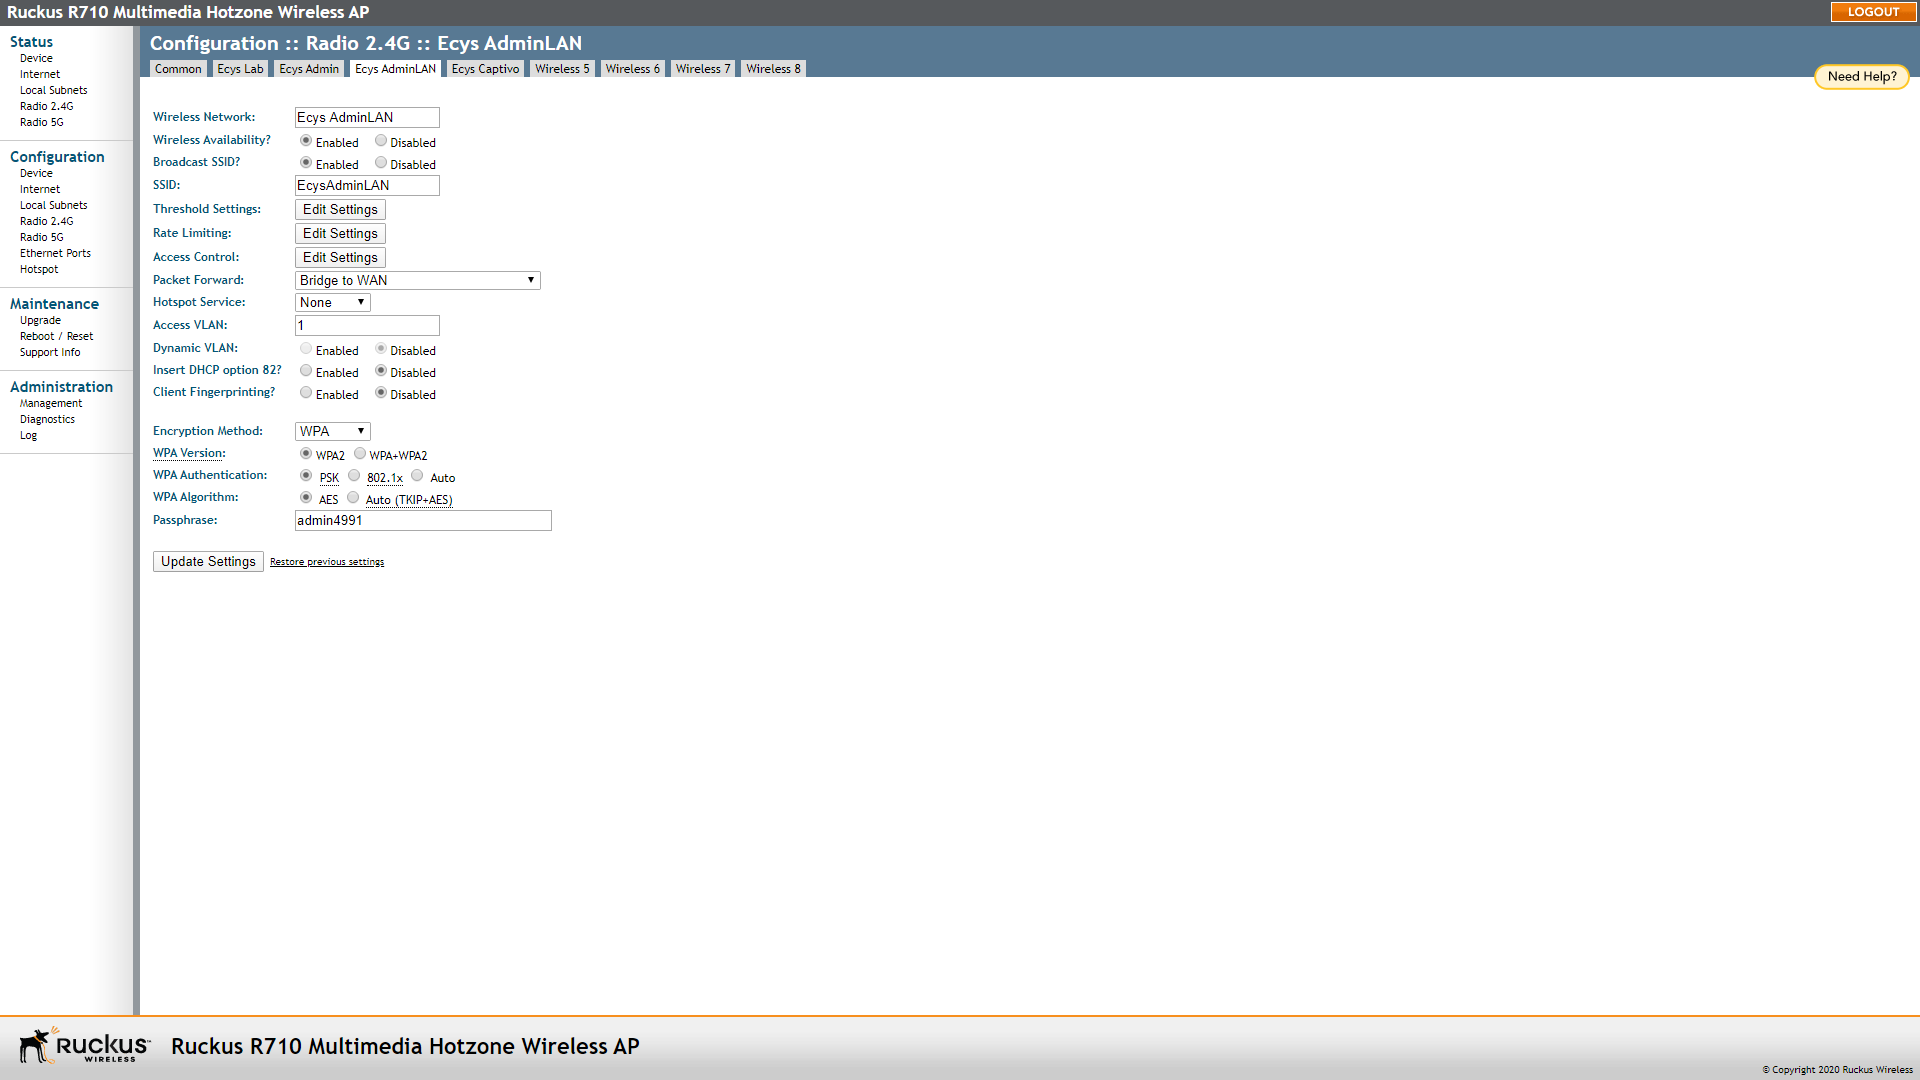 Ruckus R710 Multimedia Hotzone Wireless AP
LOGOUT
Status
Device
Internet
Local Subnets
Radio 2.4G
Radio 5G
Configuration
Device
Internet
Local Subnets
Radio 2.4G
Radio 5G
Ethernet Ports
Hotspot
Maintenance
Upgrade
Reboot / Reset
Support Info
Administration
Management
Diagnostics
Log
Configuration :: Radio 2.4G :: Ecys AdminLAN
Common Ecys Lab Ecys Admin Ecys AdminLAN Ecys Captivo Wireless 5 Wireless 6 Wireless 7 Wireless 8
Need Help?
Wireless Network: Ecys AdminLAN
Wireless Availability? Enabled Disabled
Broadcast SSID? Enabled Disabled
SSID: EcysAdminLAN
Threshold Settings: Edit Settings
Rate Limiting: Edit Settings
Access Control: Edit Settings
Packet Forward: Bridge to WAN
Hotspot Service: None
Access VLAN: 1
Dynamic VLAN: Enabled Disabled
Insert DHCP option 82? Enabled Disabled
Client Fingerprinting? Enabled Disabled
Encryption Method: WPA
WPA Version: WPA2 WPA+WPA2
WPA Authentication: PSK 802.1x Auto
WPA Algorithm: AES Auto (TKIP+AES)
Passphrase: admin4991
Update Settings Restore previous settings
RUCKUS™
WIRELESS
Ruckus R710 Multimedia Hotzone Wireless AP
© Copyright 2020 Ruckus Wireless